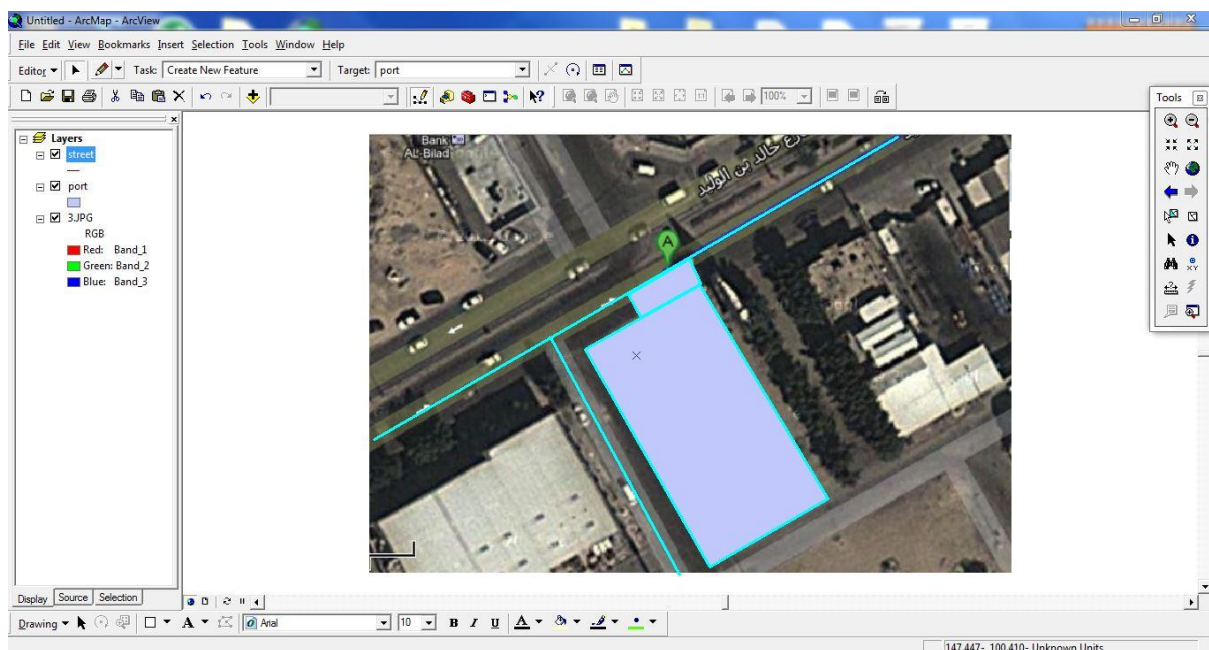 Untitled - ArcMap - ArcView
File Edit View Bookmarks Insert Selection Tools Window Help
Editor Task: Create New Feature Target: port
100%
Tools
Layers
street
port
3.JPG
RGB
Red: Band_1
Green: Band_2
Blue: Band_3
Bank
AL-Bilad
خالد بن الوليد
A
Display Source Selection
Drawing A Arial 10 B I U A
147.447- 100.410- Unknown Units